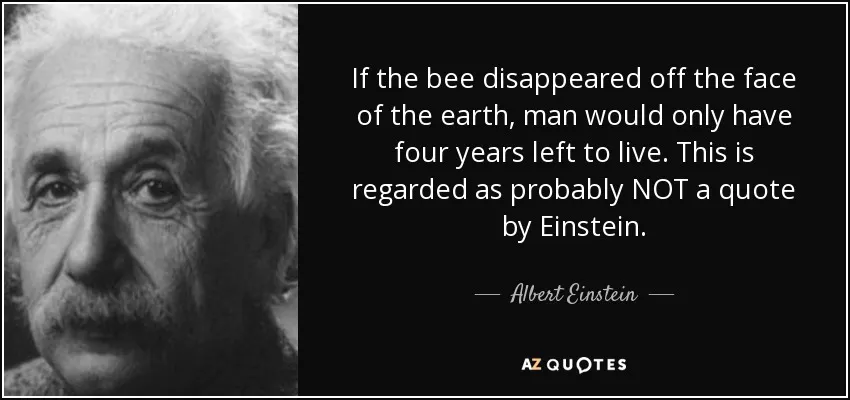 If the bee disappeared off the face
of the earth, man would only have
four years left to live. This is
regarded as probably NOT a quote
by Einstein.
Albert Einstein
AZ QUOTES